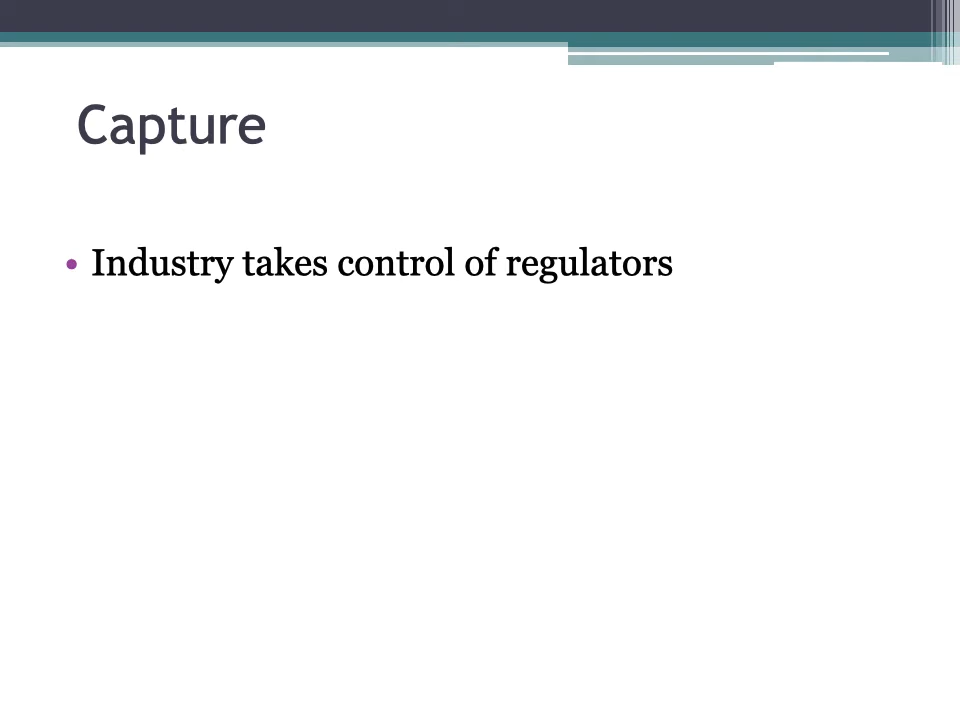 Capture
• Industry takes control of regulators